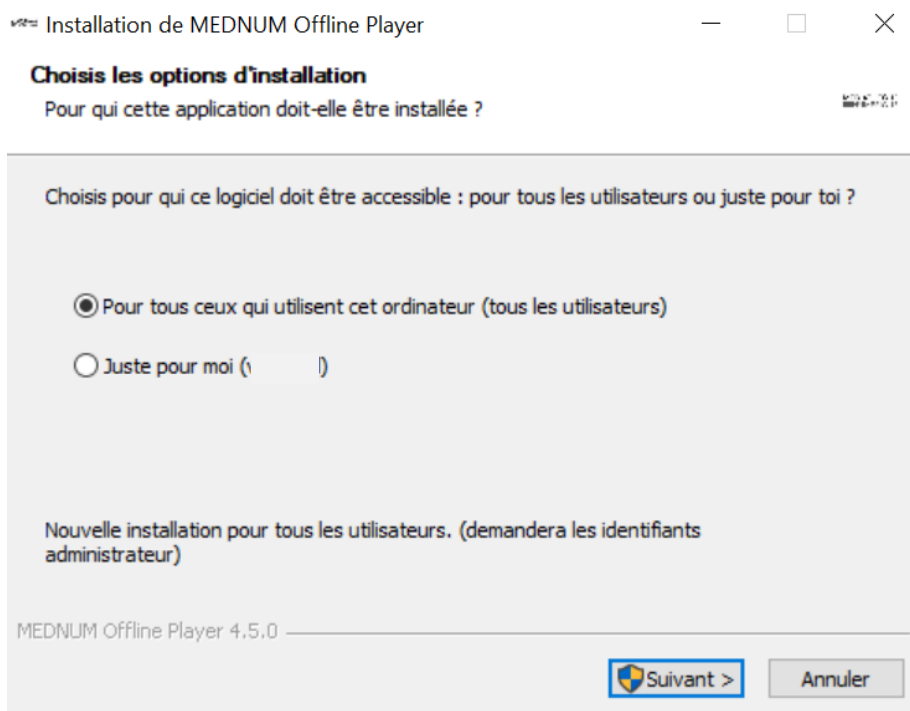 Installation de MEDNUM Offline Player
Choisis les options d'installation
Pour qui cette application doit-elle être installée ?
Choisis pour qui ce logiciel doit être accessible : pour tous les utilisateurs ou juste pour toi ?
Pour tous ceux qui utilisent cet ordinateur (tous les utilisateurs)
Juste pour moi ( )
Nouvelle installation pour tous les utilisateurs. (demandera les identifiants
administrateur)
MEDNUM Offline Player 4.5.0
Suivant >
Annuler